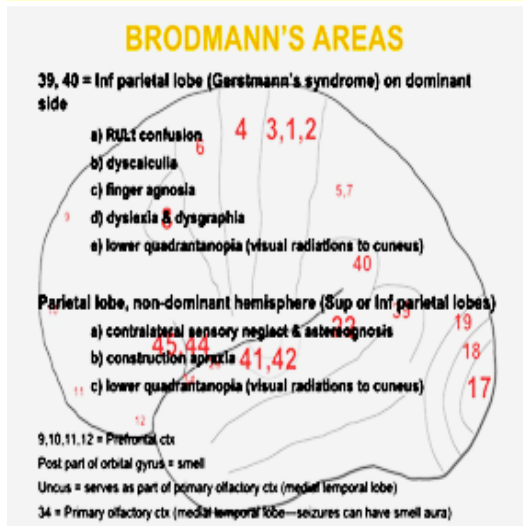 BRODMANN'S AREAS
39, 40 = Inf parietal lobe (Gerstmann's syndrome) on dominant
side
a) R/Lt confusion
6
4
3,1,2
b) dyscalculia
c) finger agnosia
5,7
9
d) dyslexia & dysgraphia
8
e) lower quadrantanopia (visual radiations to cuneus)
40
Parietal lobe, non-dominant hemisphere (Sup or Inf parietal lobes)
10
39
22
19
a) contralateral sensory neglect & astereognosis
45,44
41,42
18
b) construction apraxia
17
11
c) lower quadrantanopia (visual radiations to cuneus)
12
9,10,11,12 = Prefrontal ctx
Post part of orbital gyrus = smell
Uncus = serves as part of primary olfactory ctx (medial temporal lobe)
34 = Primary olfactory ctx (medial temporal lobe—seizures can have smell aura)